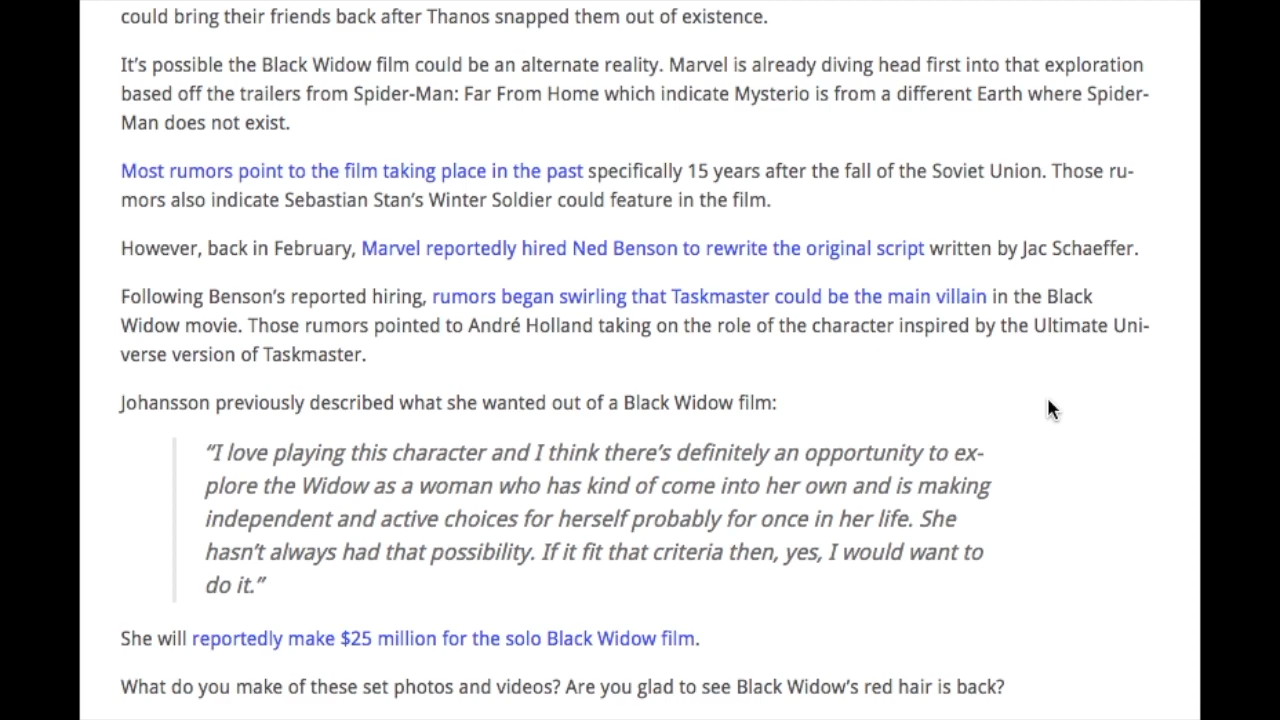 could bring their friends back after Thanos snapped them out of existence.
It’s possible the Black Widow film could be an alternate reality. Marvel is already diving head first into that exploration
based off the trailers from Spider-Man: Far From Home which indicate Mysterio is from a different Earth where Spider-
Man does not exist.
Most rumors point to the film taking place in the past specifically 15 years after the fall of the Soviet Union. Those ru-
mors also indicate Sebastian Stan’s Winter Soldier could feature in the film.
However, back in February, Marvel reportedly hired Ned Benson to rewrite the original script written by Jac Schaeffer.
Following Benson’s reported hiring, rumors began swirling that Taskmaster could be the main villain in the Black
Widow movie. Those rumors pointed to André Holland taking on the role of the character inspired by the Ultimate Uni-
verse version of Taskmaster.
Johansson previously described what she wanted out of a Black Widow film:
“I love playing this character and I think there’s definitely an opportunity to ex-
plore the Widow as a woman who has kind of come into her own and is making
independent and active choices for herself probably for once in her life. She
hasn’t always had that possibility. If it fit that criteria then, yes, I would want to
do it.”
She will reportedly make $25 million for the solo Black Widow film.
What do you make of these set photos and videos? Are you glad to see Black Widow’s red hair is back?